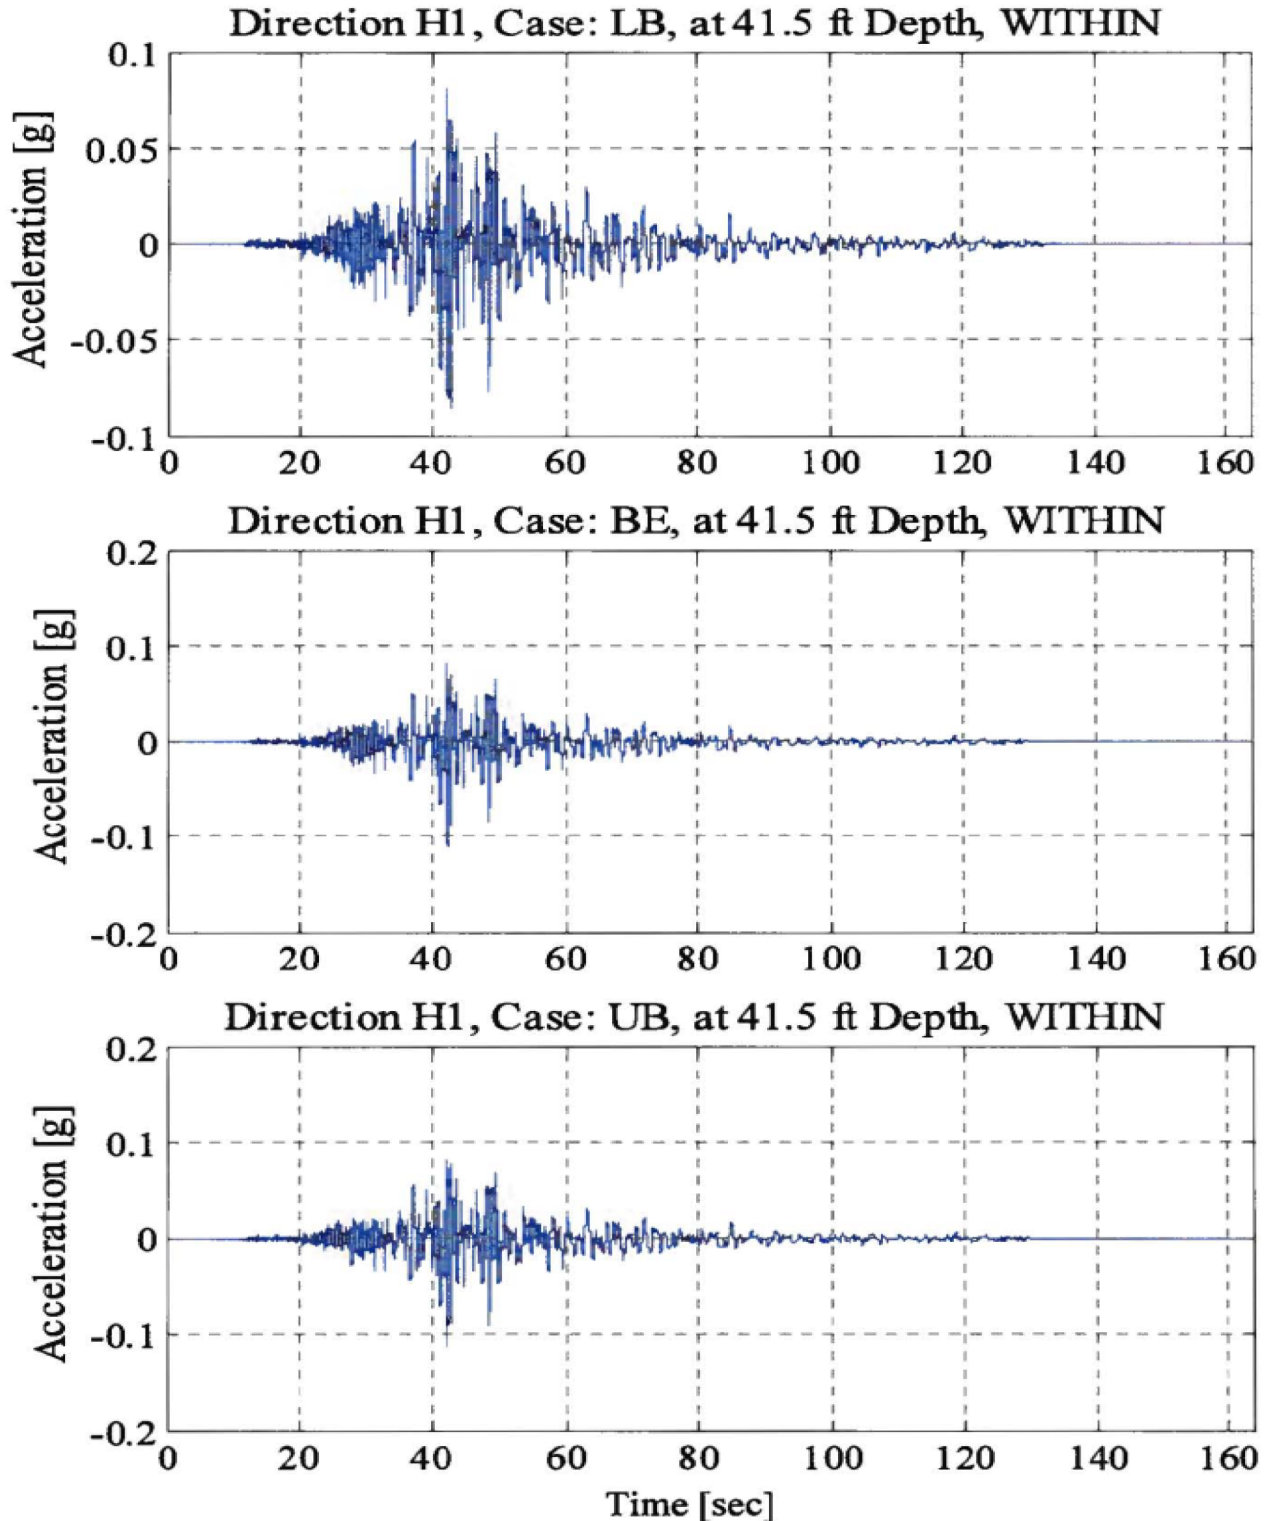 Direction H1, Case: LB, at 41.5 ft Depth, WITHIN
0.1
0.05
0
-0.05
-0.1
Acceleration [g]
0 20 40 60 80 100 120 140 160
Direction H1, Case: BE, at 41.5 ft Depth, WITHIN
0.2
0.1
0
-0.1
-0.2
Acceleration [g]
0 20 40 60 80 100 120 140 160
Direction H1, Case: UB, at 41.5 ft Depth, WITHIN
0.2
0.1
0
-0.1
-0.2
Acceleration [g]
0 20 40 60 80 100 120 140 160
Time [sec]